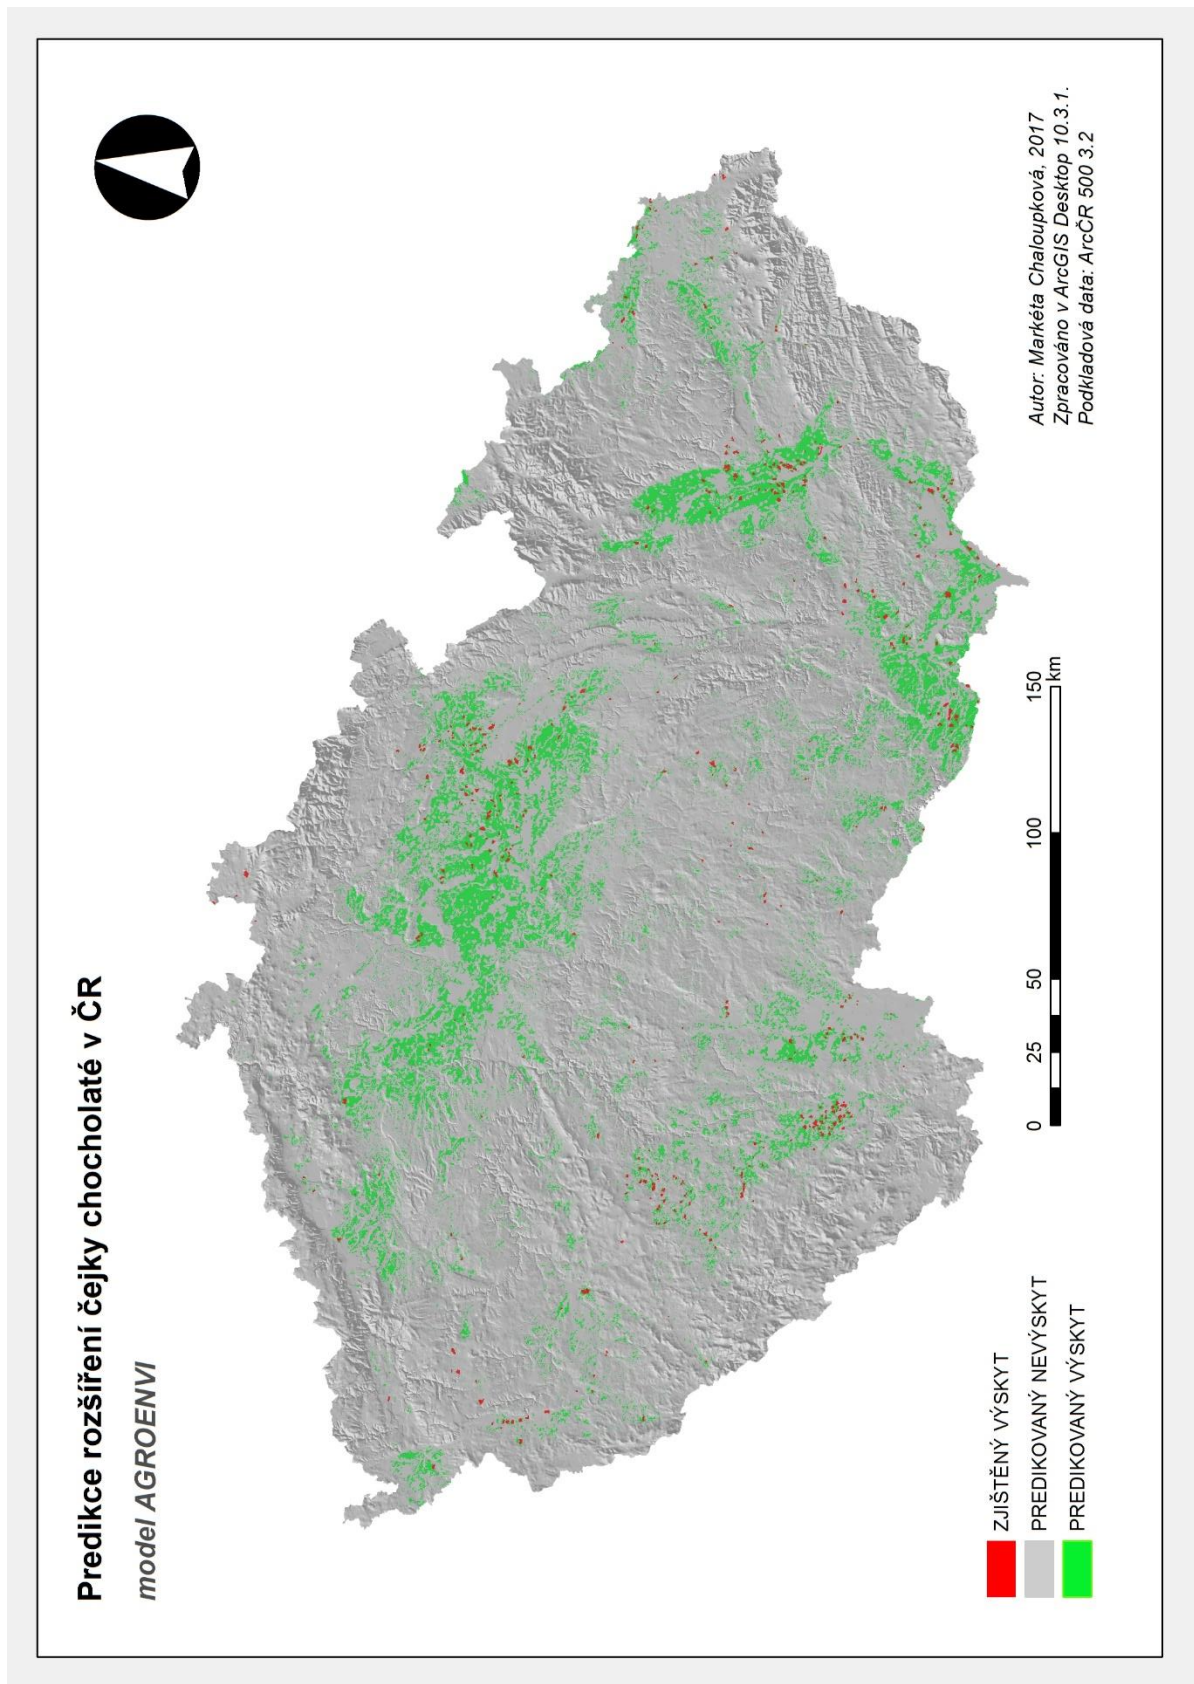 Predikce rozšíření čejky chocholaté v ČR
model AGROENVI
ZJIŠTĚNÝ VÝSKYT
PREDIKOVANÝ NEVÝSKYT
PREDIKOVANÝ VÝSKYT
0 25 50 100 150
km
Autor: Markéta Chaloupková, 2017
Zpracováno v ArcGIS Desktop 10.3.1.
Podkladová data: ArcČR 500 3.2